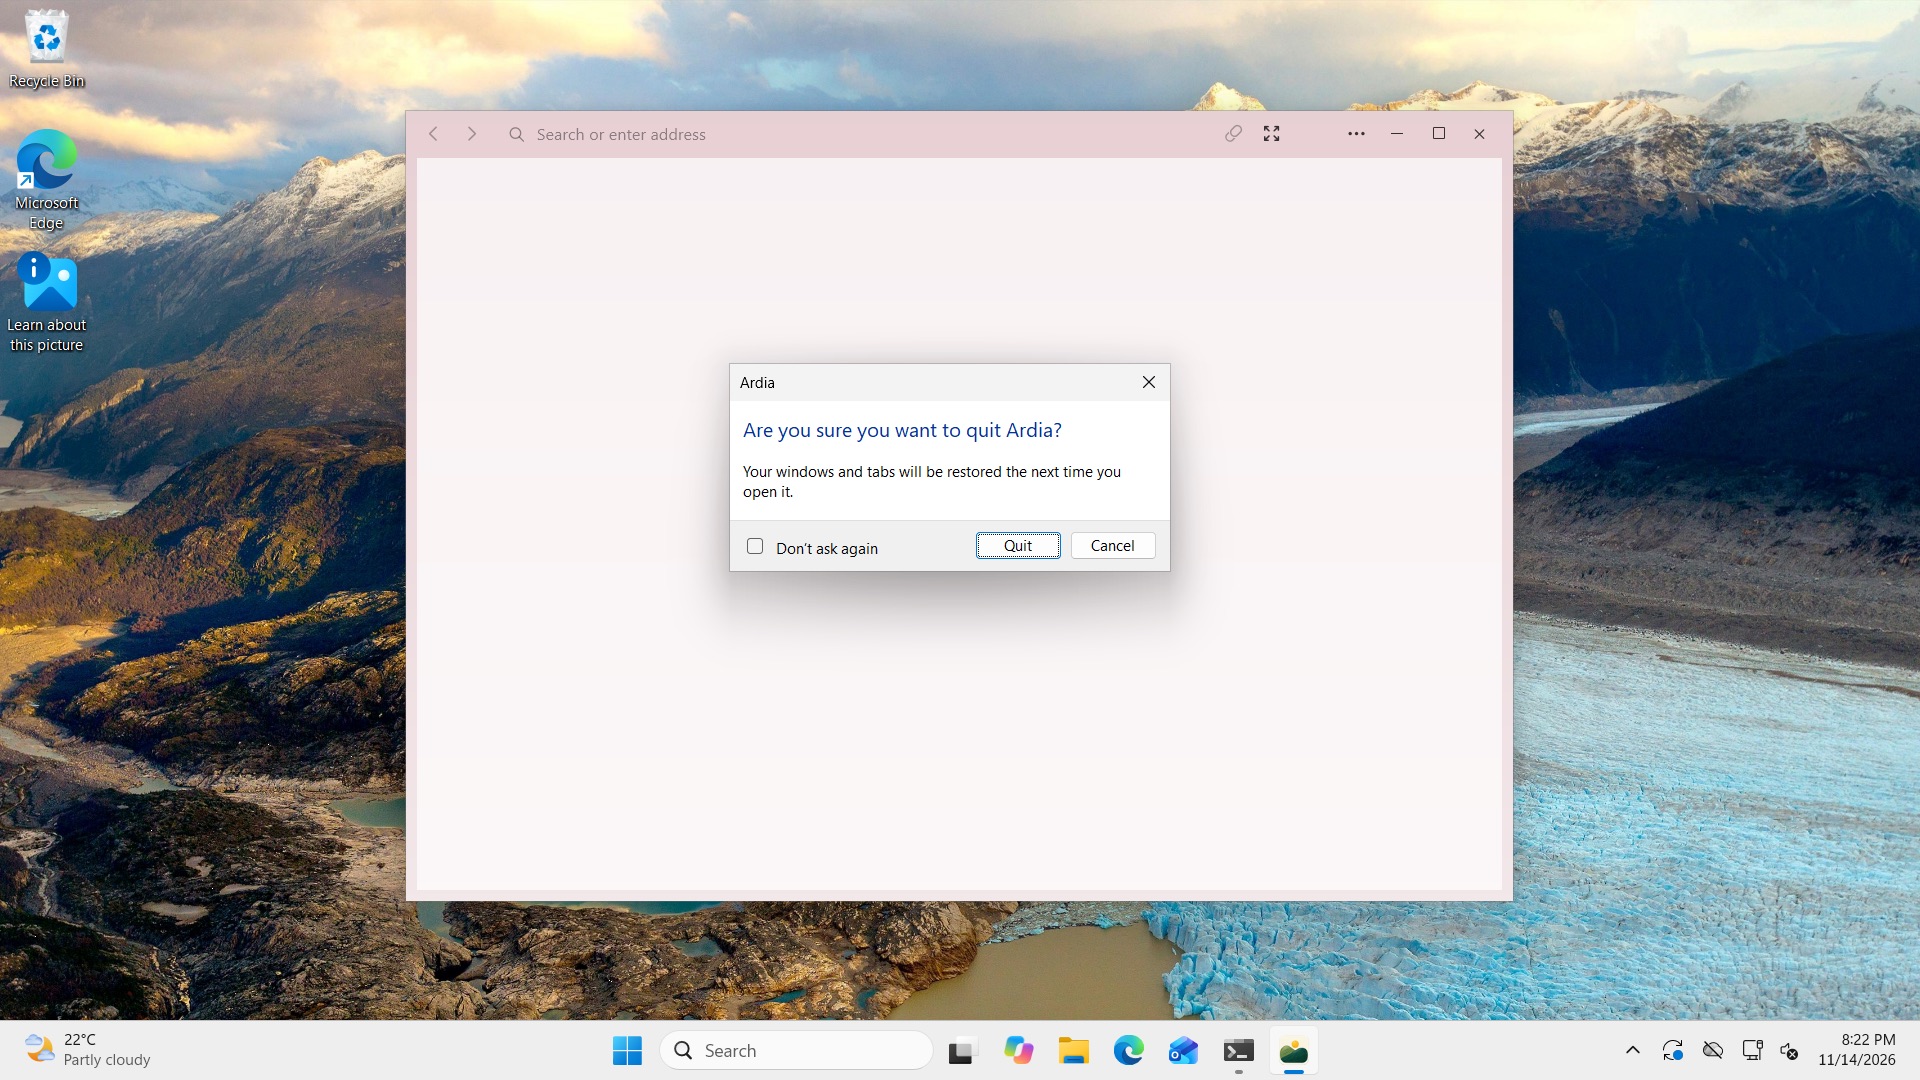 Recycle Bin
Microsoft
Edge
Learn about
this picture
Search or enter address
Ardia
Are you sure you want to quit Ardia?
Your windows and tabs will be restored the next time you
open it.
Don't ask again
Quit
Cancel
22°C
Partly cloudy
Search
8:22 PM
11/14/2026